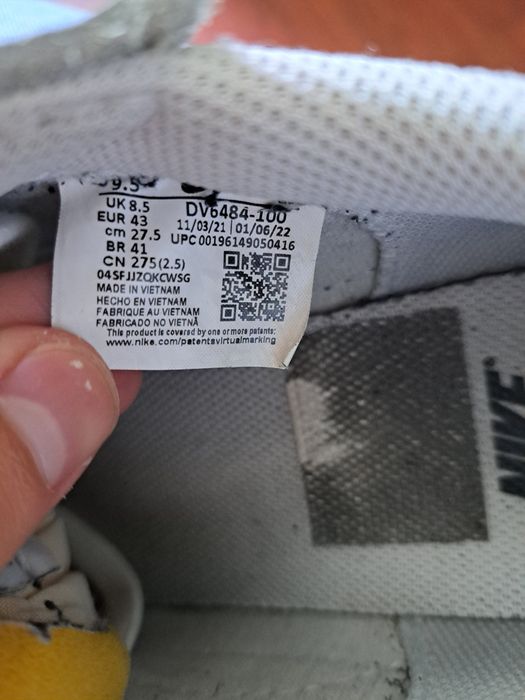 9.5
UK 8.5
EUR 43
cm 27.5
BR 41
CN 275(2.5)
04SFJJZQKCWSG
MADE IN VIETNAM
HECHO EN VIETNAM
FABRIQUE AU VIETNAM
FABRICADO NO VIETNÃ
DV6484-100
11/03/21 | 01/06/22
UPC 00196149050416
This product is covered by one or more patents:
www.nike.com/patentsvirtualmarking
NIKE